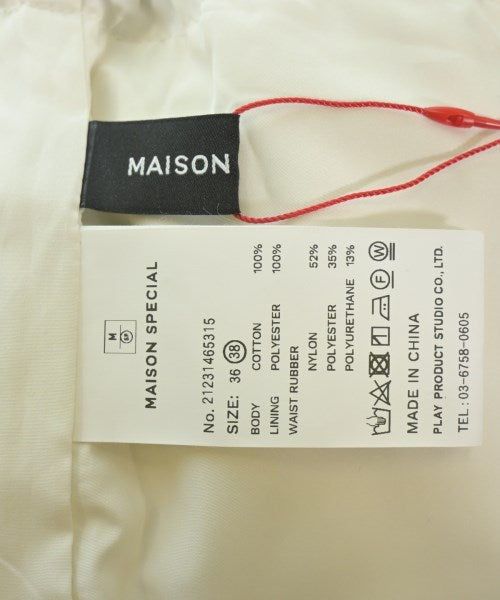 MAISON
M
SP
MAISON SPECIAL
No. 21231465315
SIZE: 36 38
BODY COTTON 100%
LINING POLYESTER 100%
WAIST RUBBER
NYLON 52%
POLYESTER 35%
POLYURETHANE 13%
MADE IN CHINA
PLAY PRODUCT STUDIO CO., LTD.
TEL: 03-6758-0605